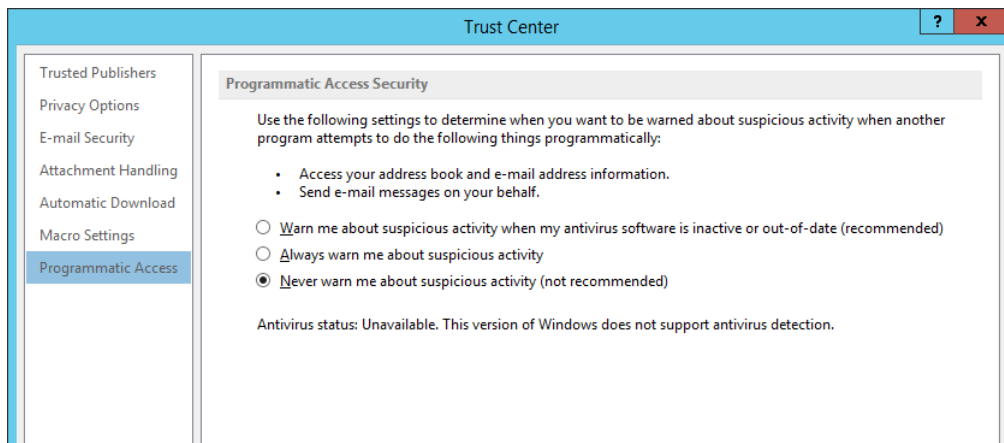 Trust Center
?
x
Trusted Publishers
Privacy Options
E-mail Security
Attachment Handling
Automatic Download
Macro Settings
Programmatic Access
Programmatic Access Security
Use the following settings to determine when you want to be warned about suspicious activity when another
program attempts to do the following things programmatically:
• Access your address book and e-mail address information.
• Send e-mail messages on your behalf.
Warn me about suspicious activity when my antivirus software is inactive or out-of-date (recommended)
Always warn me about suspicious activity
Never warn me about suspicious activity (not recommended)
Antivirus status: Unavailable. This version of Windows does not support antivirus detection.